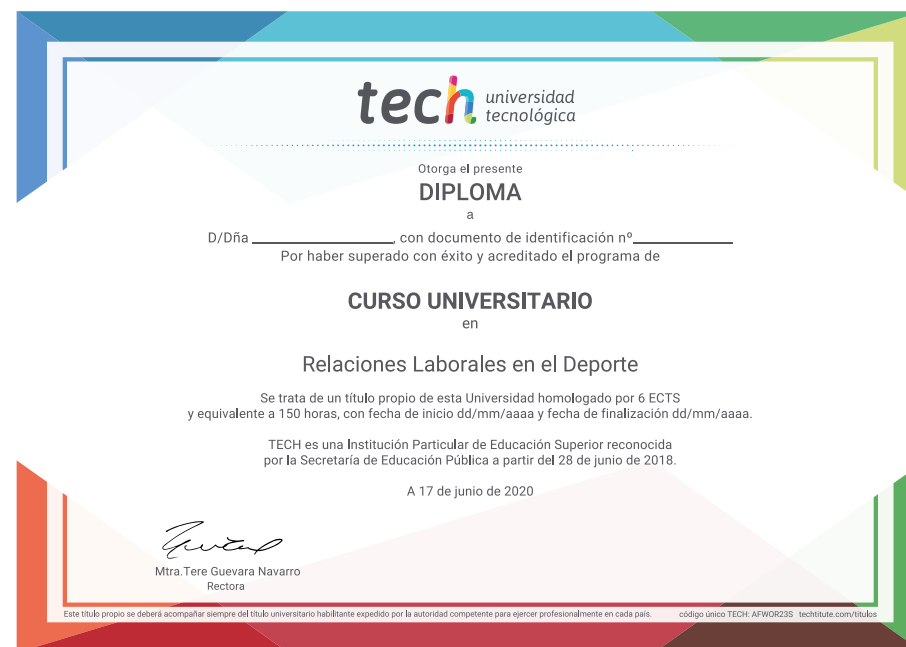 tech universidad
tecnológica
Otorga el presente
DIPLOMA
a
D/Dña ____________, con documento de identificación nº____________
Por haber superado con éxito y acreditado el programa de
CURSO UNIVERSITARIO
en
Relaciones Laborales en el Deporte
Se trata de un título propio de esta Universidad homologado por 6 ECTS
y equivalente a 150 horas, con fecha de inicio dd/mm/aaaa y fecha de finalización dd/mm/aaaa.
TECH es una Institución Particular de Educación Superior reconocida
por la Secretaría de Educación Pública a partir del 28 de junio de 2018.
A 17 de junio de 2020
Mtra.Tere Guevara Navarro
Rectora
Este título propio se deberá acompañar siempre del título universitario habilitante expedido por la autoridad competente para ejercer profesionalmente en cada país. código único TECH: AFWOR23S techtitute.com/títulos